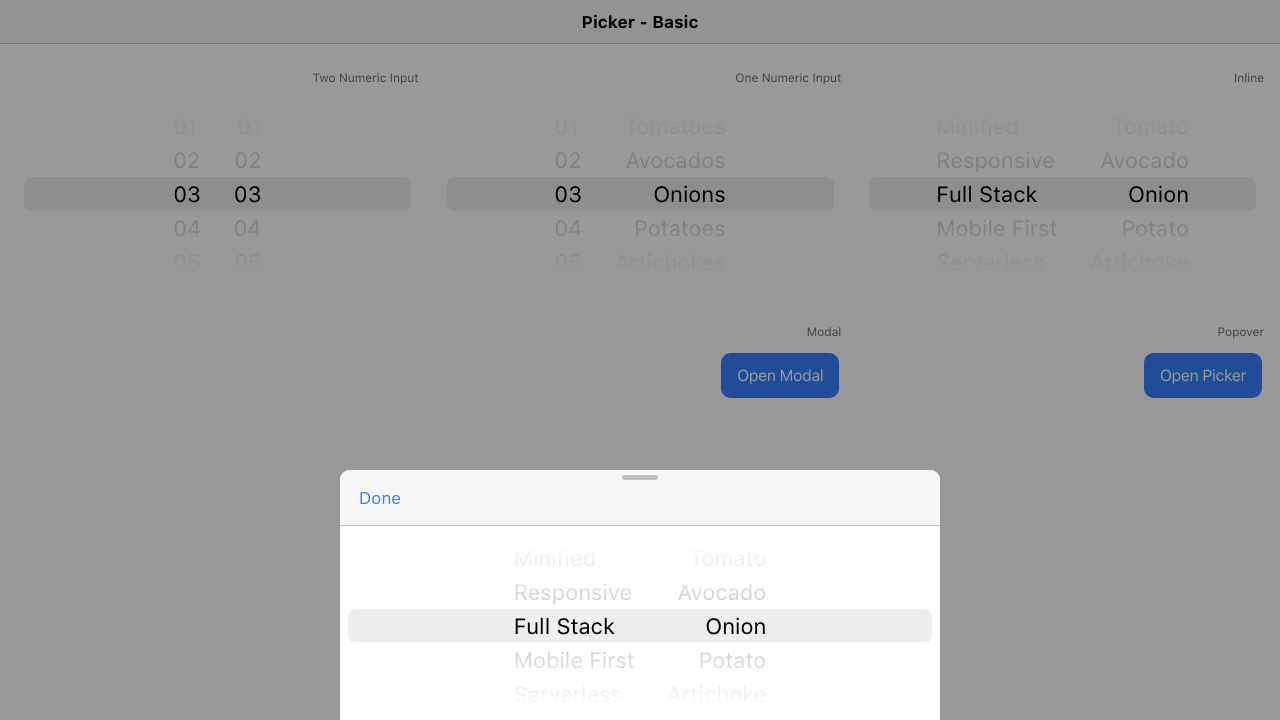 Picker - Basic
Two Numeric Input
One Numeric Input
Inline
01 01
02 02
03 03
04 04
05 05
01 Tomatoes
02 Avocados
03 Onions
04 Potatoes
05 Artichokes
Minified Tomato
Responsive Avocado
Full Stack Onion
Mobile First Potato
Serverless Artichoke
Modal
Popover
Open Modal
Open Picker
Done
Minified Tomato
Responsive Avocado
Full Stack Onion
Mobile First Potato
Serverless Artichoke